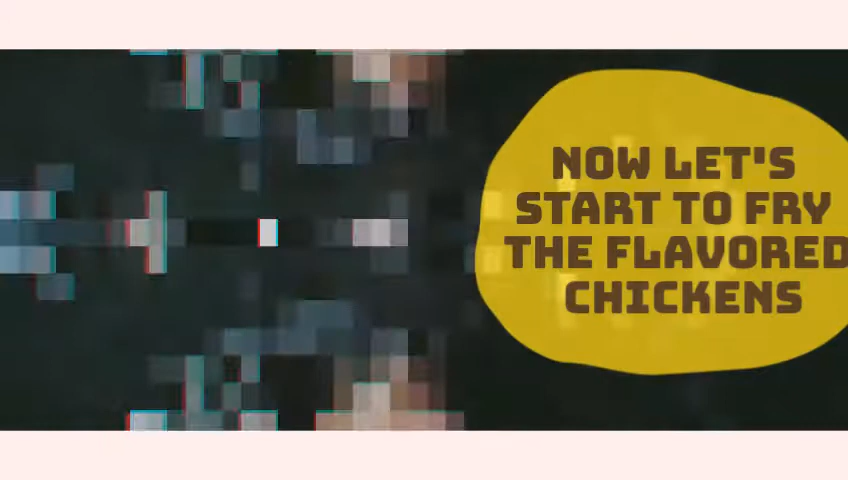 NOW LET'S
START TO FRY
THE FLAVORED
CHICKENS